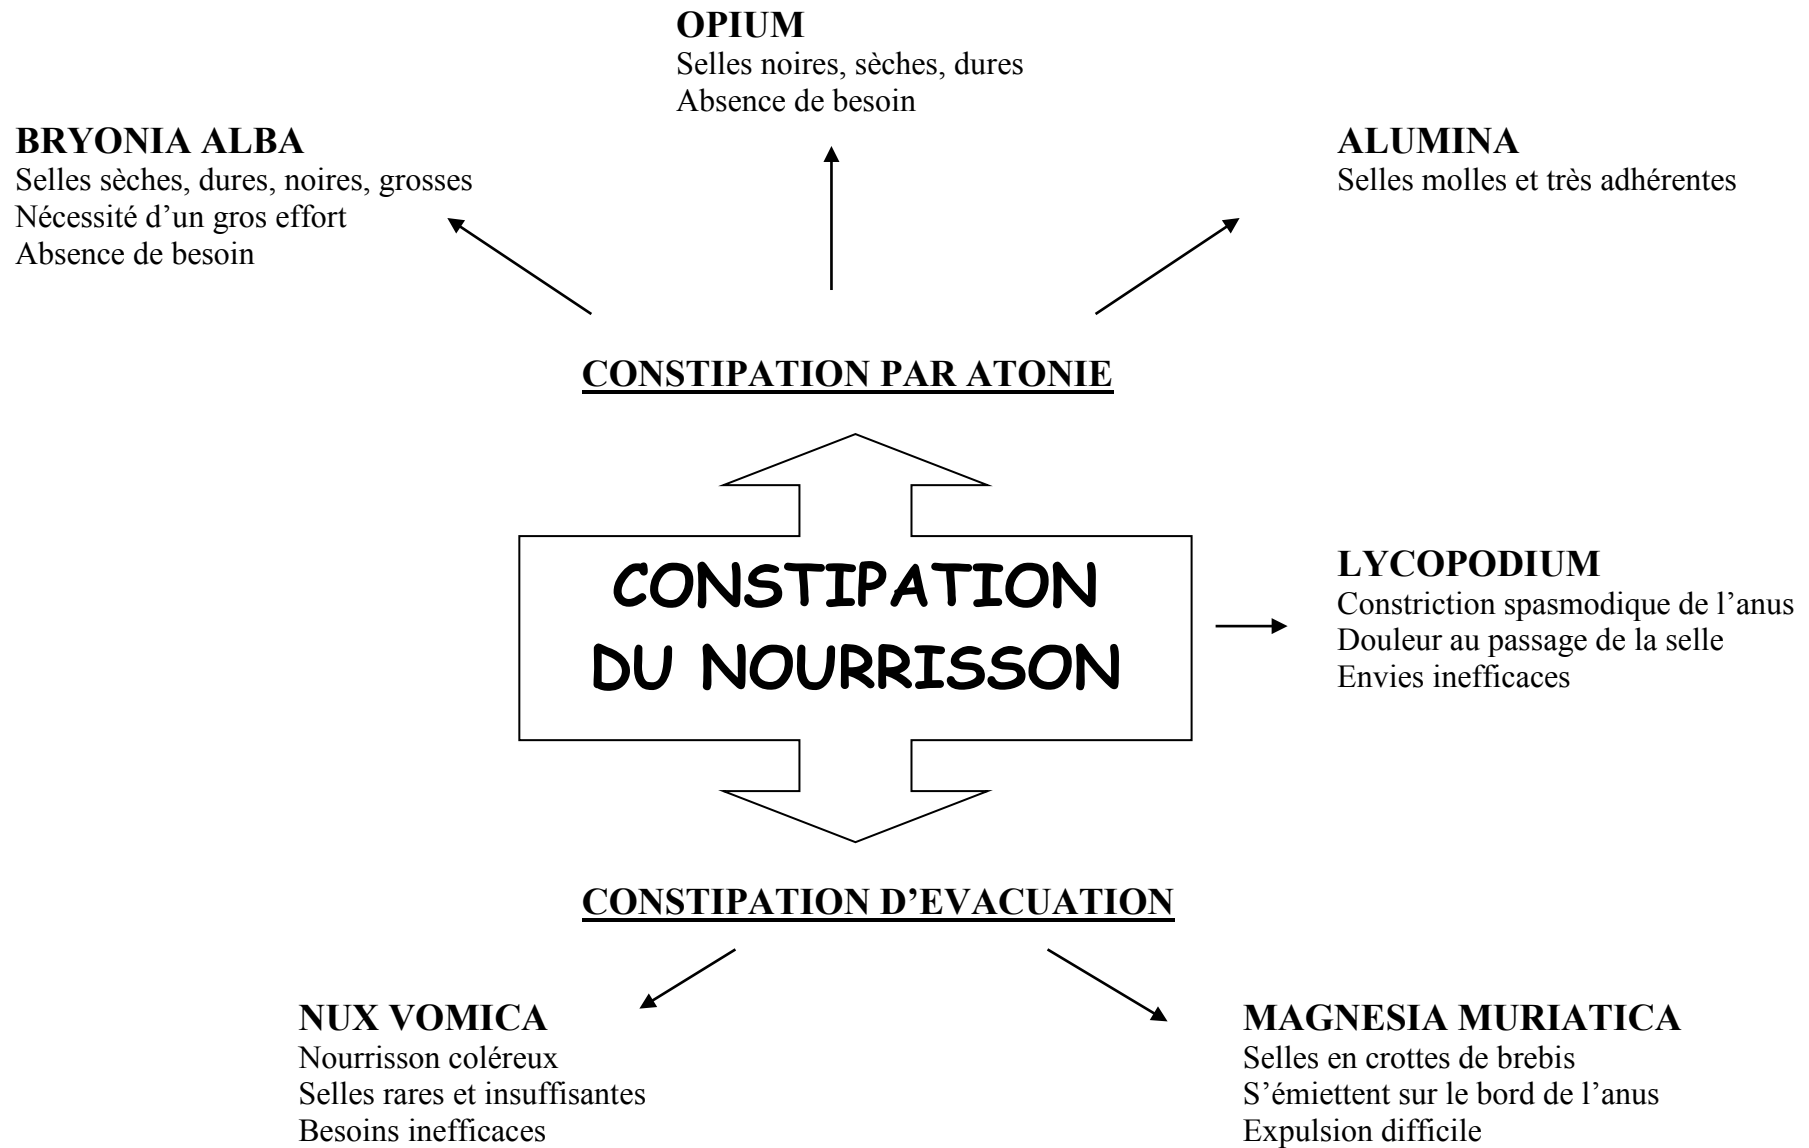 OPIUM
Selles noires, sèches, dures
Absence de besoin
BRYONIA ALBA
Selles sèches, dures, noires, grosses
Nécessité d’un gros effort
Absence de besoin
ALUMINA
Selles molles et très adhérentes
CONSTIPATION PAR ATONIE
CONSTIPATION
DU NOURRISSON
LYCOPODIUM
Constriction spasmodique de l’anus
Douleur au passage de la selle
Envies inefficaces
CONSTIPATION D’EVACUATION
NUX VOMICA
Nourrisson coléreux
Selles rares et insuffisantes
Besoins inefficaces
MAGNESIA MURIATICA
Selles en crottes de brebis
S’émiettent sur le bord de l’anus
Expulsion difficile